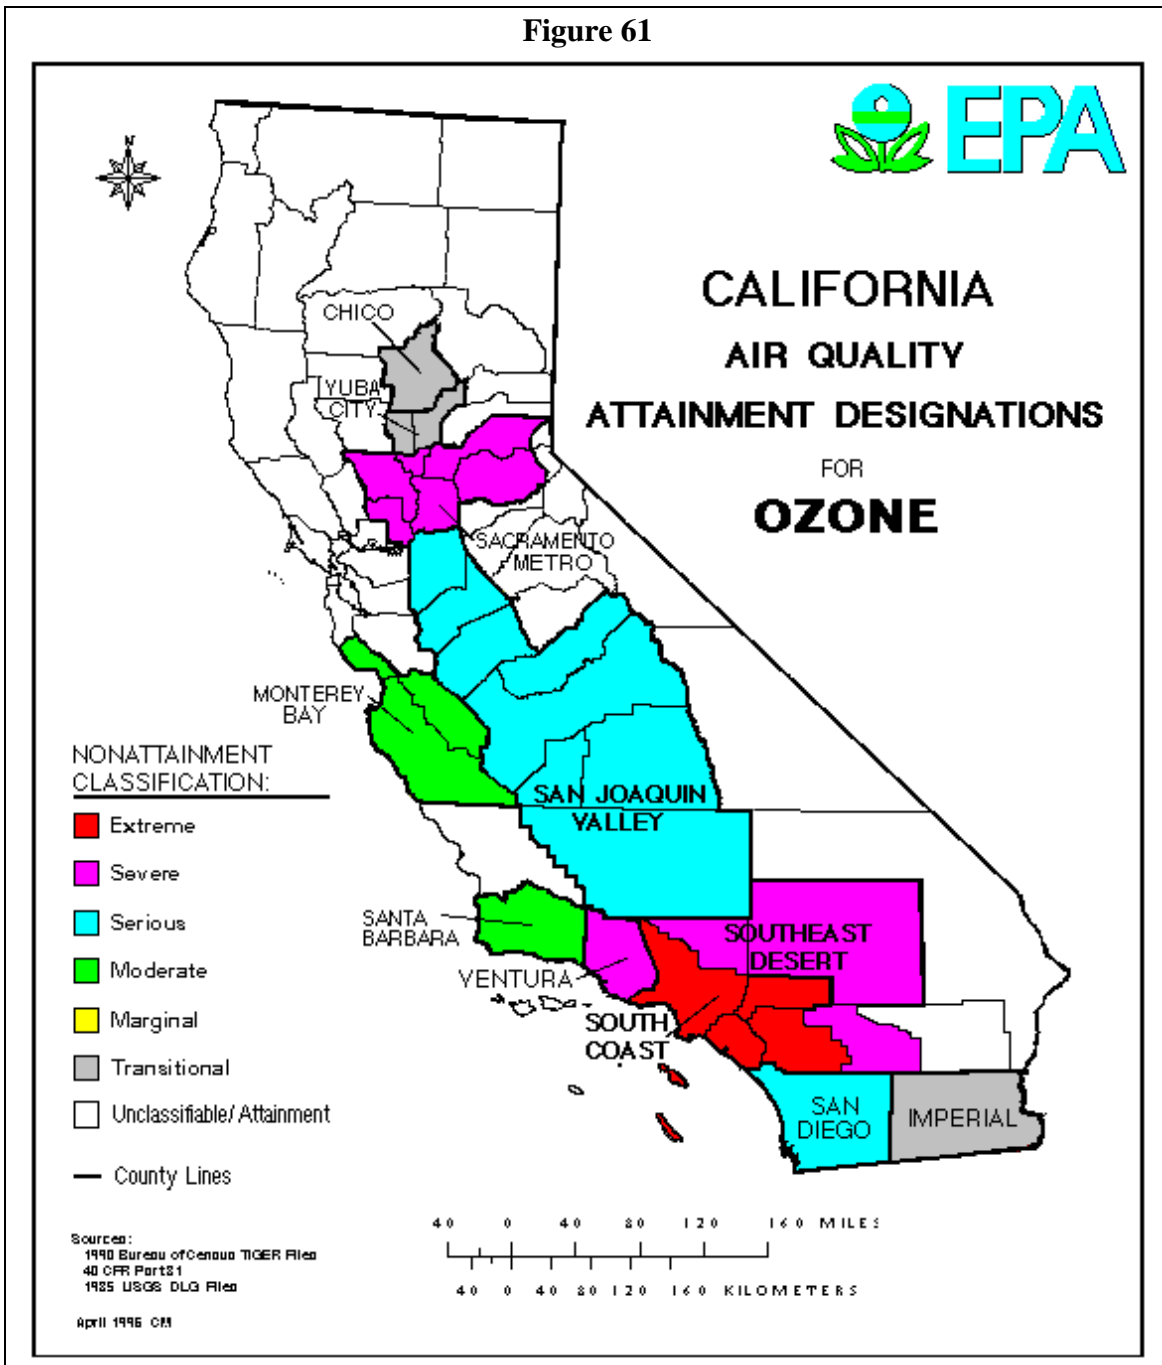 Figure 61
N
EPA
CALIFORNIA
AIR QUALITY
ATTAINMENT DESIGNATIONS
FOR
OZONE
CHICO
YUBA
CITY
SACRAMENTO
METRO
MONTEREY
BAY
SAN JOAQUIN
VALLEY
SANTA
BARBARA
VENTURA
SOUTHEAST
DESERT
SOUTH
COAST
SAN
DIEGO
IMPERIAL
NONATTAINMENT
CLASSIFICATION:
Extreme
Severe
Serious
Moderate
Marginal
Transitional
Unclassifiable/ Attainment
County Lines
40 0 40 80 120 160 MILES
40 0 40 80 120 160 KILOMETERS
Sources:
1990 Bureau of Census TIGER Files
40 CFR Part 81
1985 USGS DLG Files
April 1996 CM